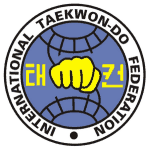 INTERNATIONAL TAEKWON-DO FEDERATION
태 권